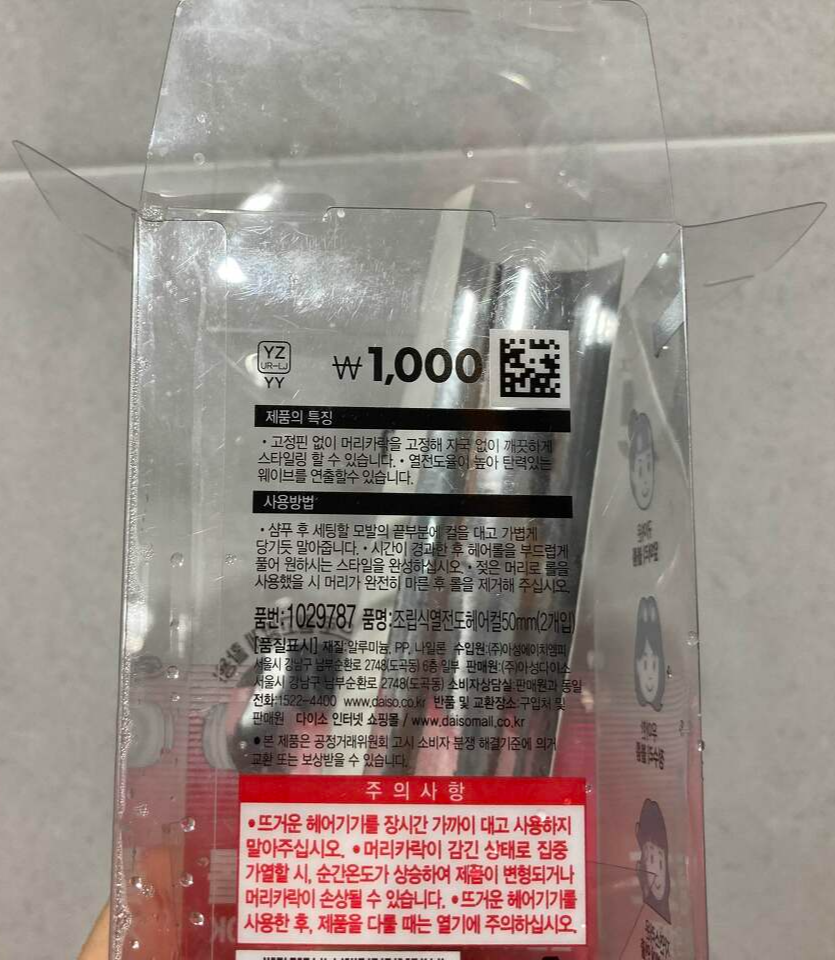 YZ
UR-LJ
YY
₩1,000
제품의 특징
• 고정핀 없이 머리카락을 고정해 자국 없이 깨끗하게
스타일링 할 수 있습니다. • 열전도율이 높아 탄력있는
웨이브를 연출할수 있습니다.
사용방법
• 샴푸 후 세팅할 모발의 끝부분에 컬을 대고 가볍게
당기듯 말아줍니다. • 시간이 경과한 후 헤어롤을 부드럽게
풀어 원하시는 스타일을 완성하십시오. • 젖은 머리로 롤을
사용했을 시 머리가 완전히 마른 후 롤을 제거해 주십시오.
품번:1029787 품명:조립식열전도헤어컬50mm(2개입)
[품질표시] 재질:알루미늄, PP, 나일론 수입원:(주)아성에이치엠피
서울시 강남구 남부순환로 2748(도곡동) 6층 일부 판매원:(주)아성다이소
서울시 강남구 남부순환로 2748(도곡동) 소비자상담실:판매원과 동일
전화:1522-4400 www.daiso.co.kr 반품 및 교환장소:구입처 및
판매원 다이소 인터넷 쇼핑몰 / www.daisomall.co.kr
• 본 제품은 공정거래위원회 고시 소비자 분쟁 해결기준에 의거
교환 또는 보상받을 수 있습니다.
주의사항
• 뜨거운 헤어기기를 장시간 가까이 대고 사용하지
말아주십시오. • 머리카락이 감긴 상태로 집중
가열할 시, 순간온도가 상승하여 제품이 변형되거나
머리카락이 손상될 수 있습니다. • 뜨거운 헤어기기를
사용한 후, 제품을 다룰 때는 열기에 주의하십시오.